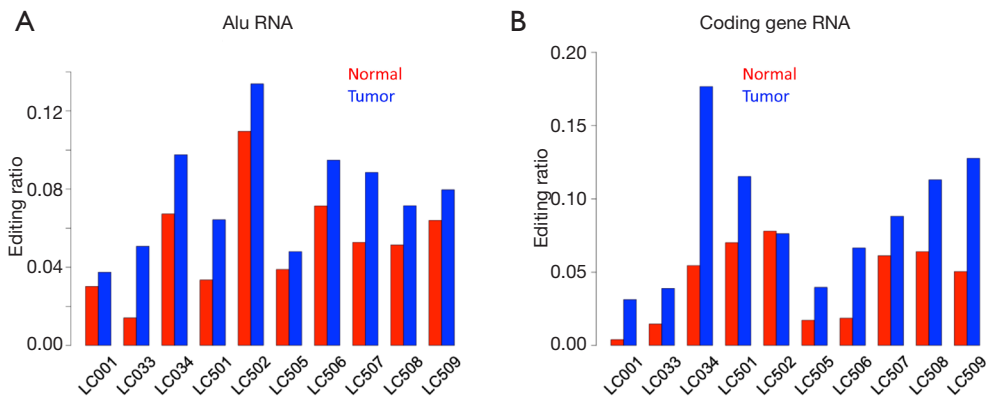 A
Alu RNA
Normal
Tumor
Editing ratio
0.12
0.08
0.04
0.00
LC001
LC033
LC034
LC501
LC502
LC505
LC506
LC507
LC508
LC509
B
Coding gene RNA
Normal
Tumor
Editing ratio
0.20
0.15
0.10
0.05
0.00
LC001
LC033
LC034
LC501
LC502
LC505
LC506
LC507
LC508
LC509